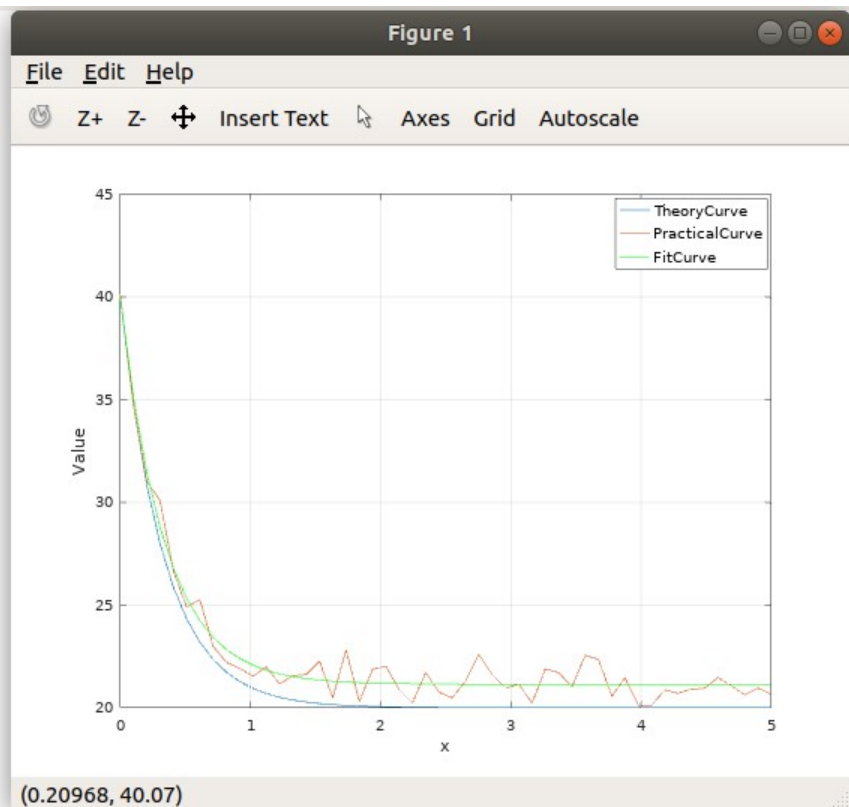 Figure 1
File Edit Help
Z+ Z- Insert Text Axes Grid Autoscale
45
40
35
30
25
20
Value
0 1 2 3 4 5
x
TheoryCurve
PracticalCurve
FitCurve
(0.20968, 40.07)